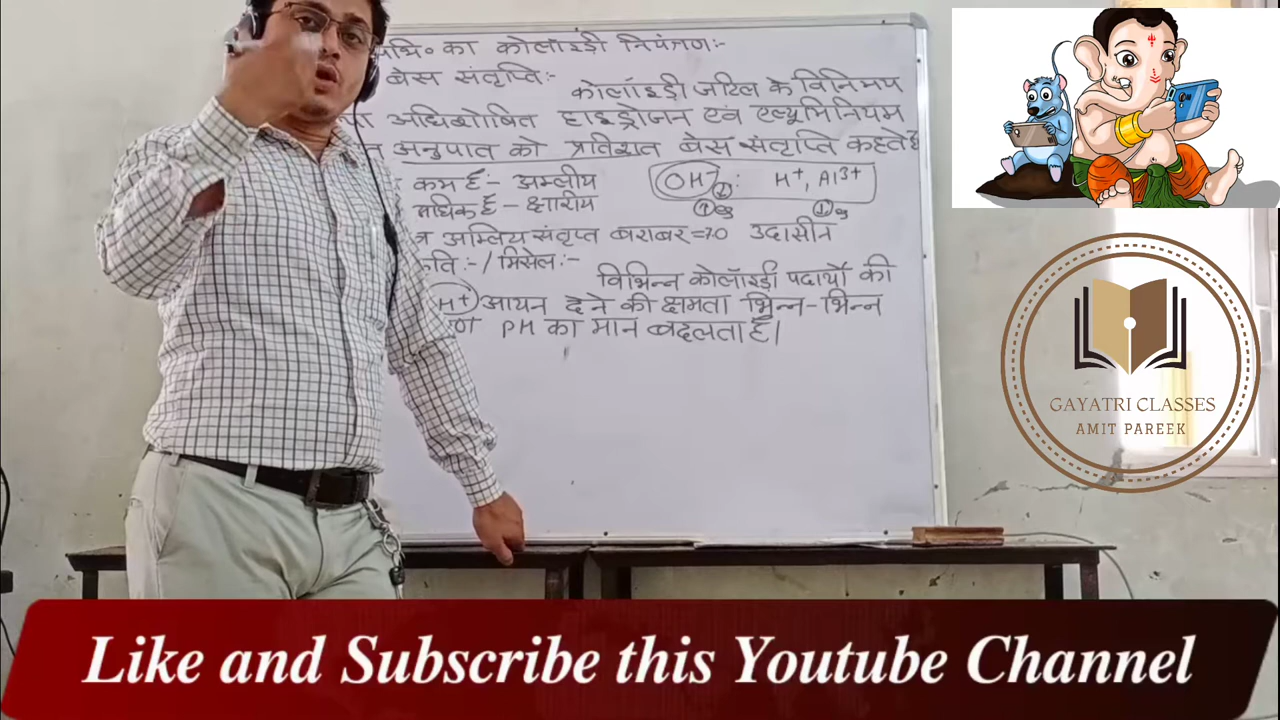 का कोलॉइडी नियंत्रण:-
बेस संतृप्ति:-
कोलॉइडी जटिल के विनिमय
अधिशोषित हाइड्रोजन एवं एल्यूमिनियम
अनुपात को प्रतिशत बेस संतृप्ति कहते है
कम है - अम्लीय OH- : H+, Al3+
अधिक है - क्षारीय
अम्लिय संतृप्त बराबर = 70 उदासीन
/ मिसेल:-
विभिन्न कोलॉइडी पदार्थो की
H+ आयन देने की क्षमता भिन्न-भिन्न
PH का मान बदलता है।
GAYATRI CLASSES
AMIT PAREEK
Like and Subscribe this Youtube Channel